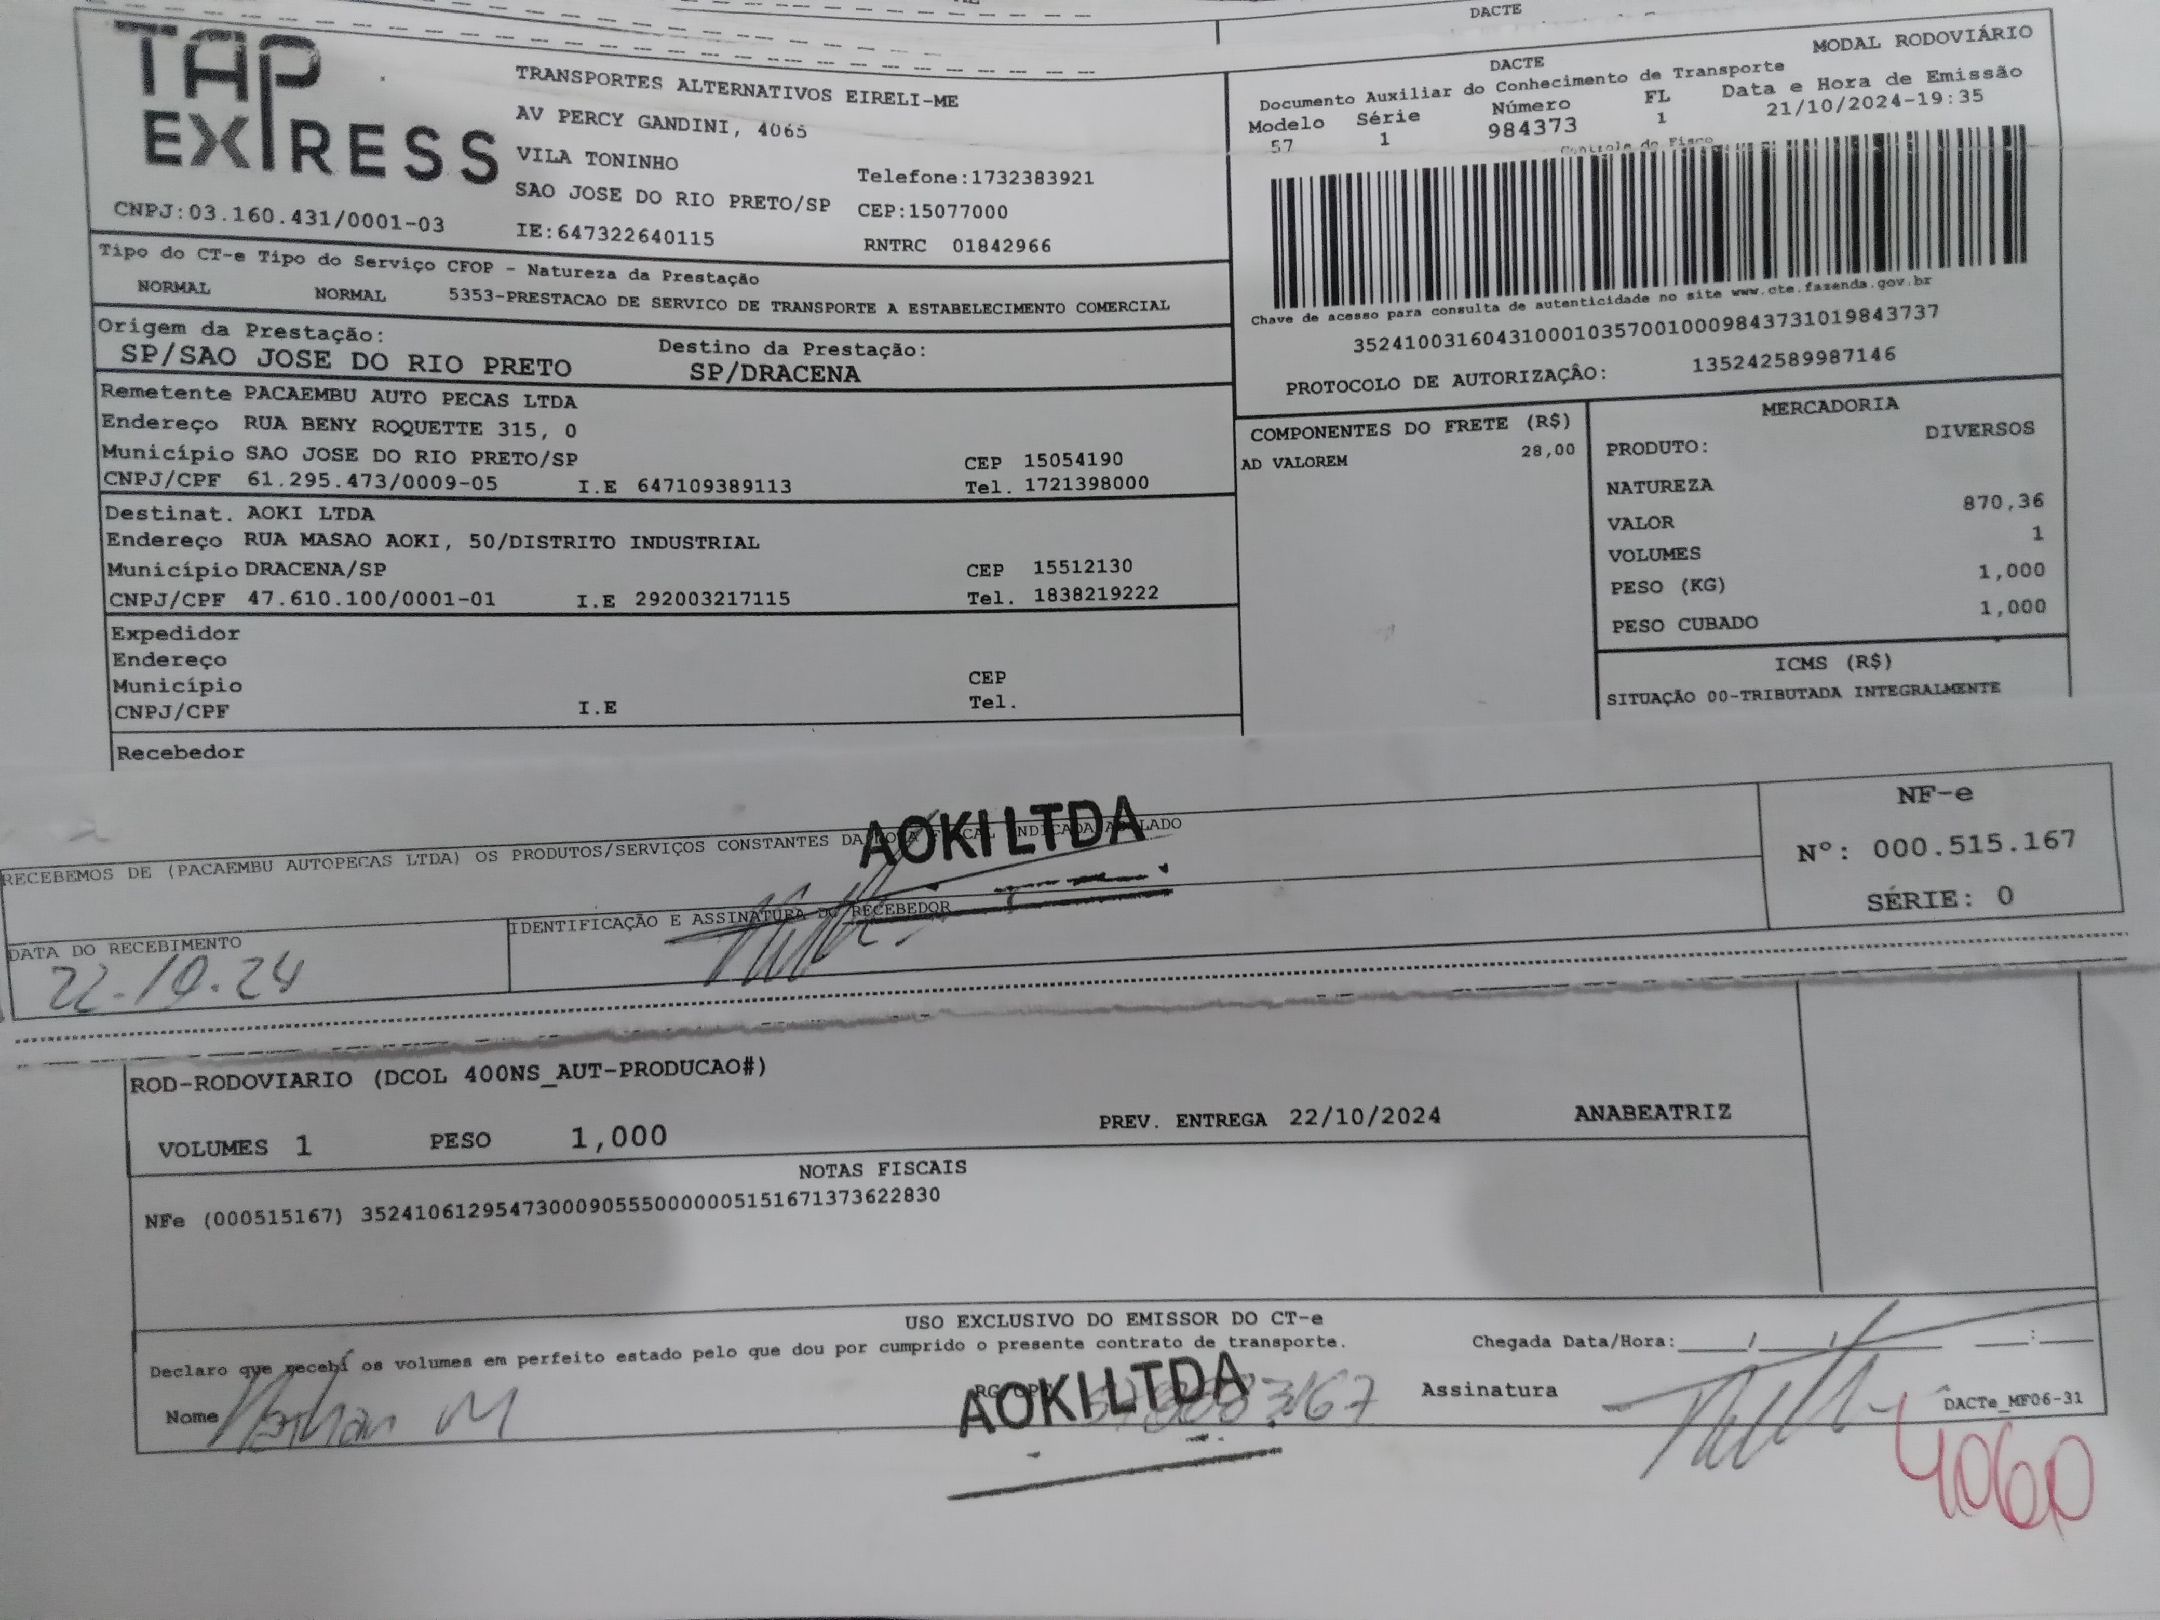 DACTE
TAP EXPRESS
TRANSPORTES ALTERNATIVOS EIRELI-ME
AV PERCY GANDINI, 4065
VILA TONINHO
Telefone:1732383921
SAO JOSE DO RIO PRETO/SP CEP:15077000
CNPJ:03.160.431/0001-03
IE:647322640115 RNTRC 01842966
MODAL RODOVIÁRIO
DACTE
Documento Auxiliar do Conhecimento de Transporte
Modelo Série Número FL Data e Hora de Emissão
57 1 984373 1 21/10/2024-19:35
Controle do Fisco
Chave de acesso para consulta de autenticidade no site www.cte.fazenda.gov.br
35241003160431000103570010009843731019843737
PROTOCOLO DE AUTORIZAÇÃO: 135242589987146
Tipo do CT-e Tipo do Serviço CFOP - Natureza da Prestação
NORMAL NORMAL 5353-PRESTACAO DE SERVICO DE TRANSPORTE A ESTABELECIMENTO COMERCIAL
Origem da Prestação: Destino da Prestação:
SP/SAO JOSE DO RIO PRETO SP/DRACENA
Remetente PACAEMBU AUTO PECAS LTDA
Endereço RUA BENY ROQUETTE 315, 0
Município SAO JOSE DO RIO PRETO/SP CEP 15054190
CNPJ/CPF 61.295.473/0009-05 I.E 647109389113 Tel. 1721398000
Destinat. AOKI LTDA
Endereço RUA MASAO AOKI, 50/DISTRITO INDUSTRIAL
Município DRACENA/SP CEP 15512130
CNPJ/CPF 47.610.100/0001-01 I.E 292003217115 Tel. 1838219222
Expedidor
Endereço
Município CEP
CNPJ/CPF I.E Tel.
Recebedor
COMPONENTES DO FRETE (R$)
AD VALOREM 28,00
MERCADORIA
PRODUTO: DIVERSOS
NATUREZA
VALOR 870,36
VOLUMES 1
PESO (KG) 1,000
PESO CUBADO 1,000
ICMS (R$)
SITUAÇÃO 00-TRIBUTADA INTEGRALMENTE
RECEBEMOS DE (PACAEMBU AUTOPECAS LTDA) OS PRODUTOS/SERVIÇOS CONSTANTES DA NOTA FISCAL INDICADA AO LADO
AOKI LTDA
DATA DO RECEBIMENTO
22.10.24
IDENTIFICAÇÃO E ASSINATURA DO RECEBEDOR
NF-e
Nº: 000.515.167
SÉRIE: 0
ROD-RODOVIARIO (DCOL 400NS_AUT-PRODUCAO#)
VOLUMES 1 PESO 1,000 PREV. ENTREGA 22/10/2024 ANABEATRIZ
NOTAS FISCAIS
NFe (000515167) 35241061295473000905550000005151671373622830
USO EXCLUSIVO DO EMISSOR DO CT-e
Declaro que recebí os volumes em perfeito estado pelo que dou por cumprido o presente contrato de transporte. Chegada Data/Hora:
Nome
AOKI LTDA
Assinatura
DACTe_MF06-31
4060